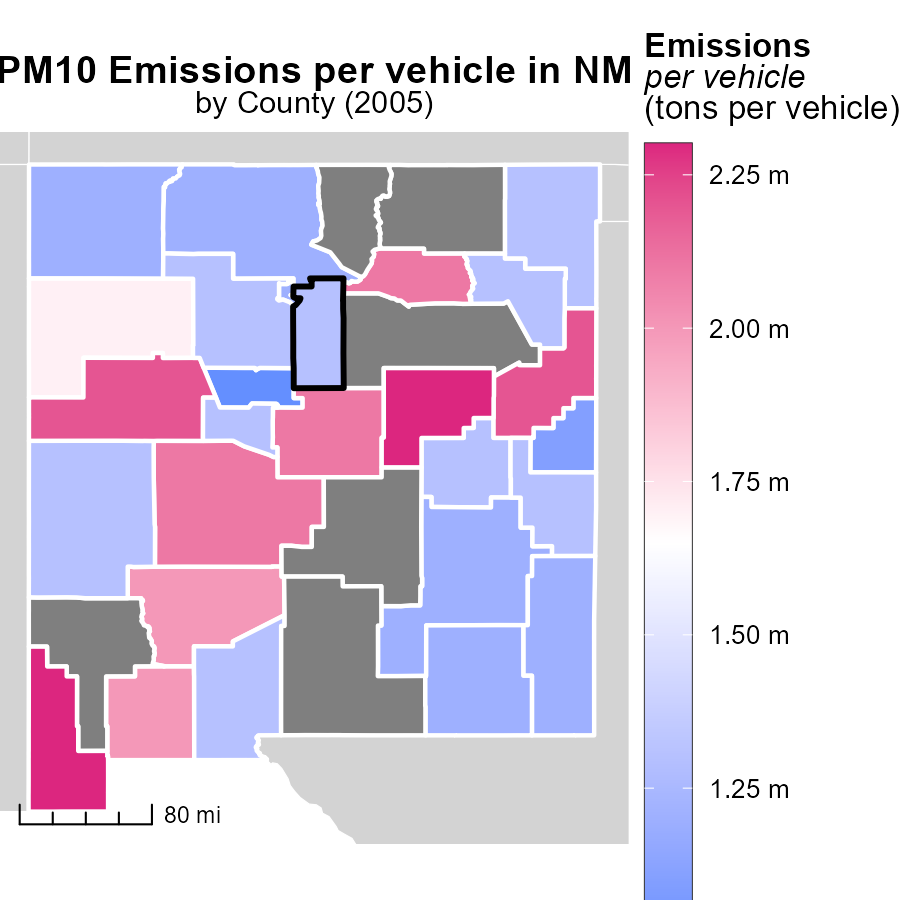 PM10 Emissions per vehicle in NM
by County (2005)
Emissions
per vehicle
(tons per vehicle)
2.25 m
2.00 m
1.75 m
1.50 m
1.25 m
80 mi